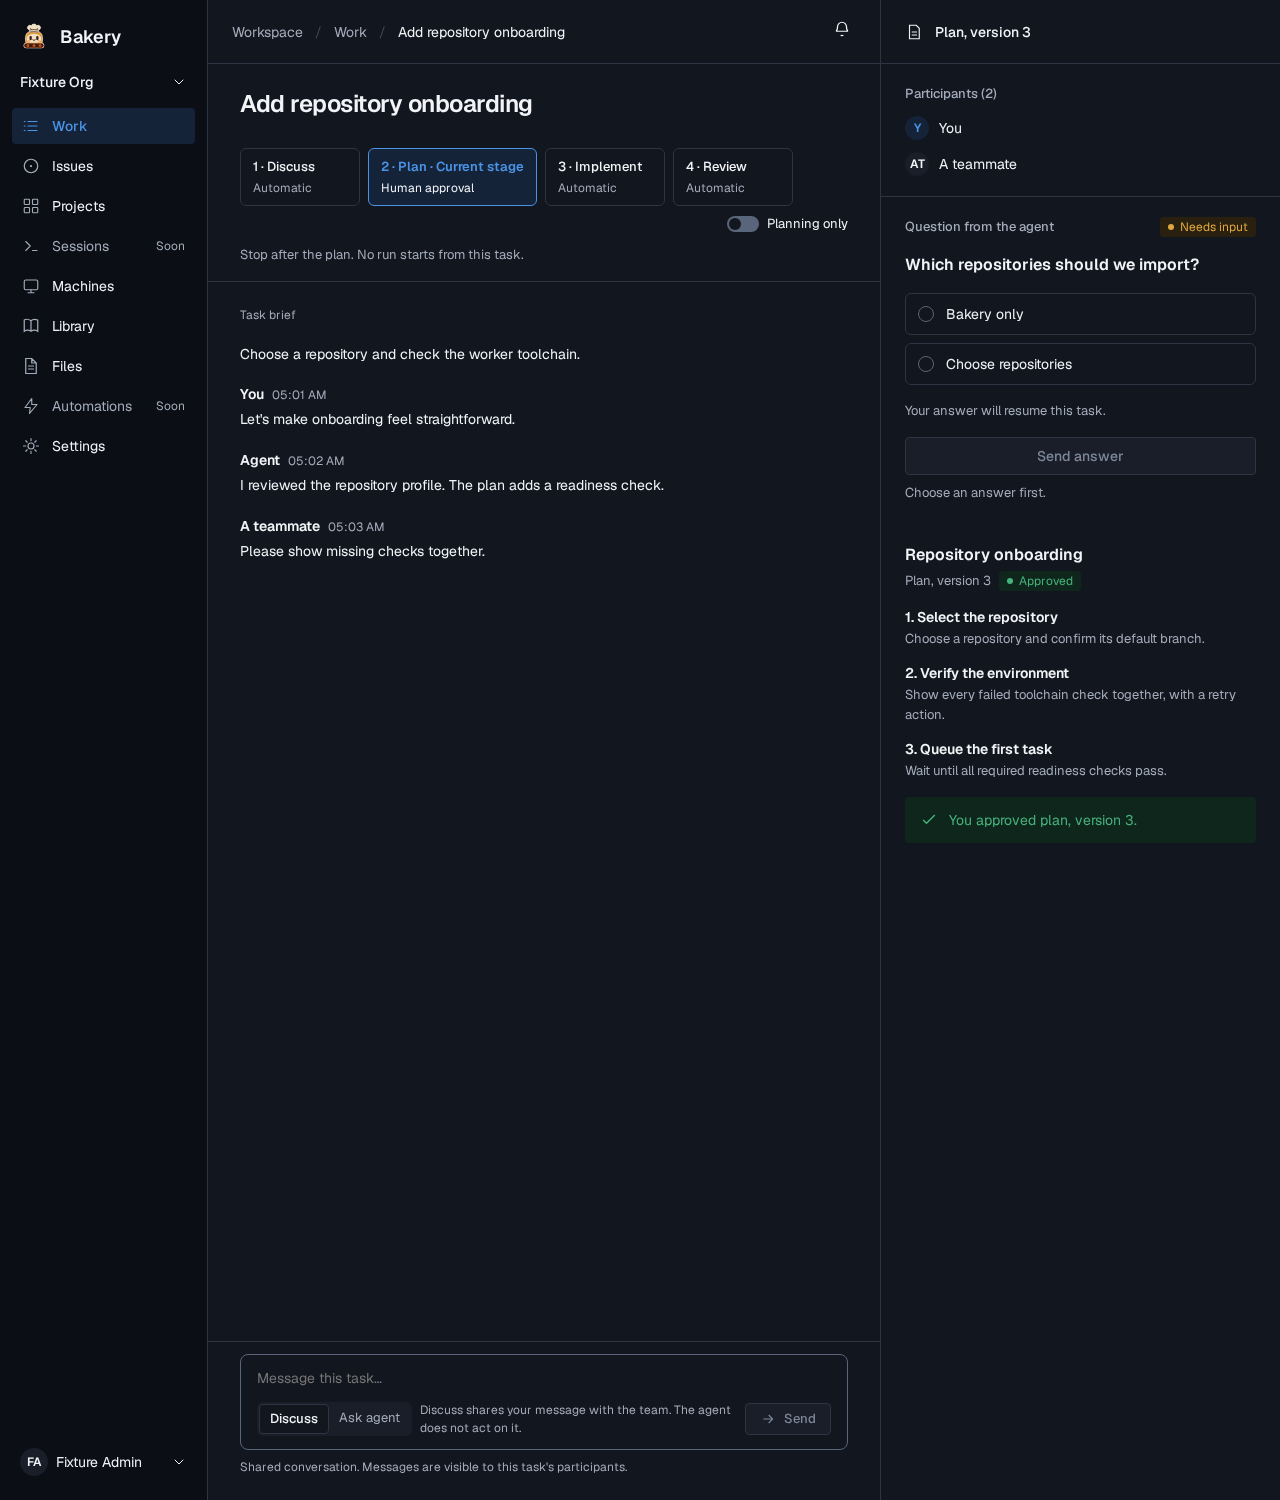 Bakery
Fixture Org
Work
Issues
Projects
Sessions Soon
Machines
Library
Files
Automations Soon
Settings
FA Fixture Admin
Workspace / Work / Add repository onboarding
Add repository onboarding
1 · Discuss
Automatic
2 · Plan · Current stage
Human approval
3 · Implement
Automatic
4 · Review
Automatic
Planning only
Stop after the plan. No run starts from this task.
Task brief
Choose a repository and check the worker toolchain.
You 05:01 AM
Let's make onboarding feel straightforward.
Agent 05:02 AM
I reviewed the repository profile. The plan adds a readiness check.
A teammate 05:03 AM
Please show missing checks together.
Message this task...
Discuss Ask agent
Discuss shares your message with the team. The agent
does not act on it.
Send
Shared conversation. Messages are visible to this task's participants.
Plan, version 3
Participants (2)
Y You
AT A teammate
Question from the agent Needs input
Which repositories should we import?
Bakery only
Choose repositories
Your answer will resume this task.
Send answer
Choose an answer first.
Repository onboarding
Plan, version 3 Approved
1. Select the repository
Choose a repository and confirm its default branch.
2. Verify the environment
Show every failed toolchain check together, with a retry
action.
3. Queue the first task
Wait until all required readiness checks pass.
You approved plan, version 3.